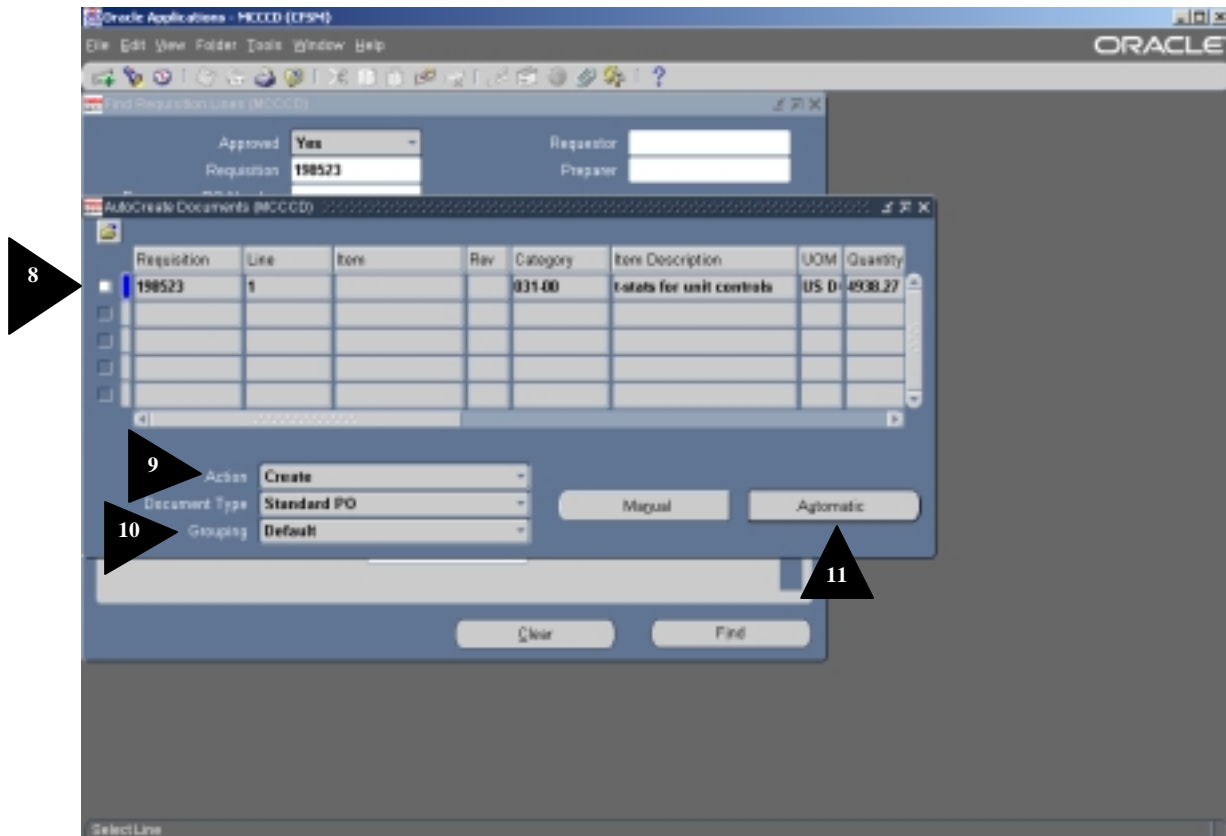 Oracle Applications - MCCCD (CFSM)
File Edit View Folder Tools Window Help
ORACLE
Find Requisition Lines (MCCCD)
Approved Yes
Requestor
Requisition 198523
Preparer
AutoCreate Documents (MCCCD)
Requisition Line Item Rev Category Item Description UOM Quantity
8
198523 1 031-00 t-stats for unit controls US D 4938.27
9
Action Create
Document Type Standard PO
Manual
Automatic
10
Grouping Default
11
Clear
Find
Select Line